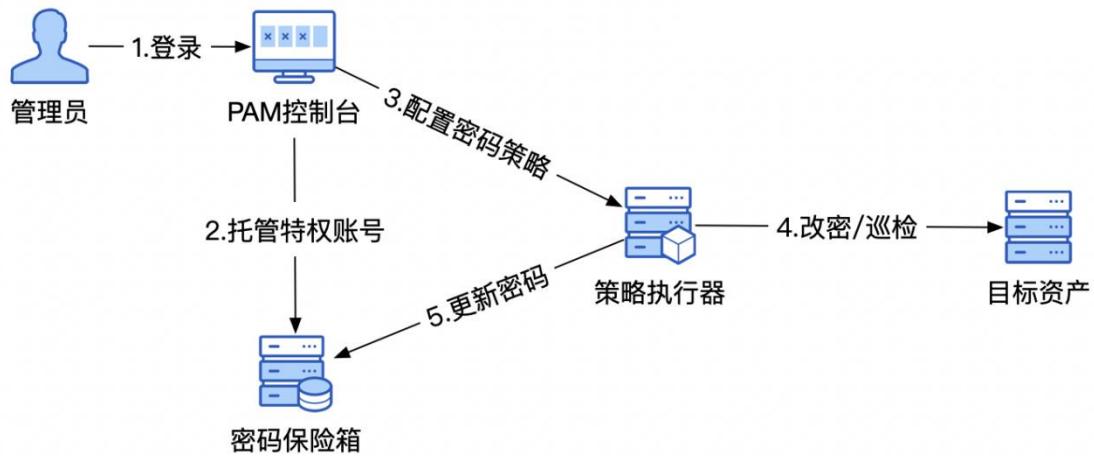 1.登录
管理员
PAM控制台
3.配置密码策略
2.托管特权账号
4.改密/巡检
策略执行器
目标资产
5.更新密码
密码保险箱